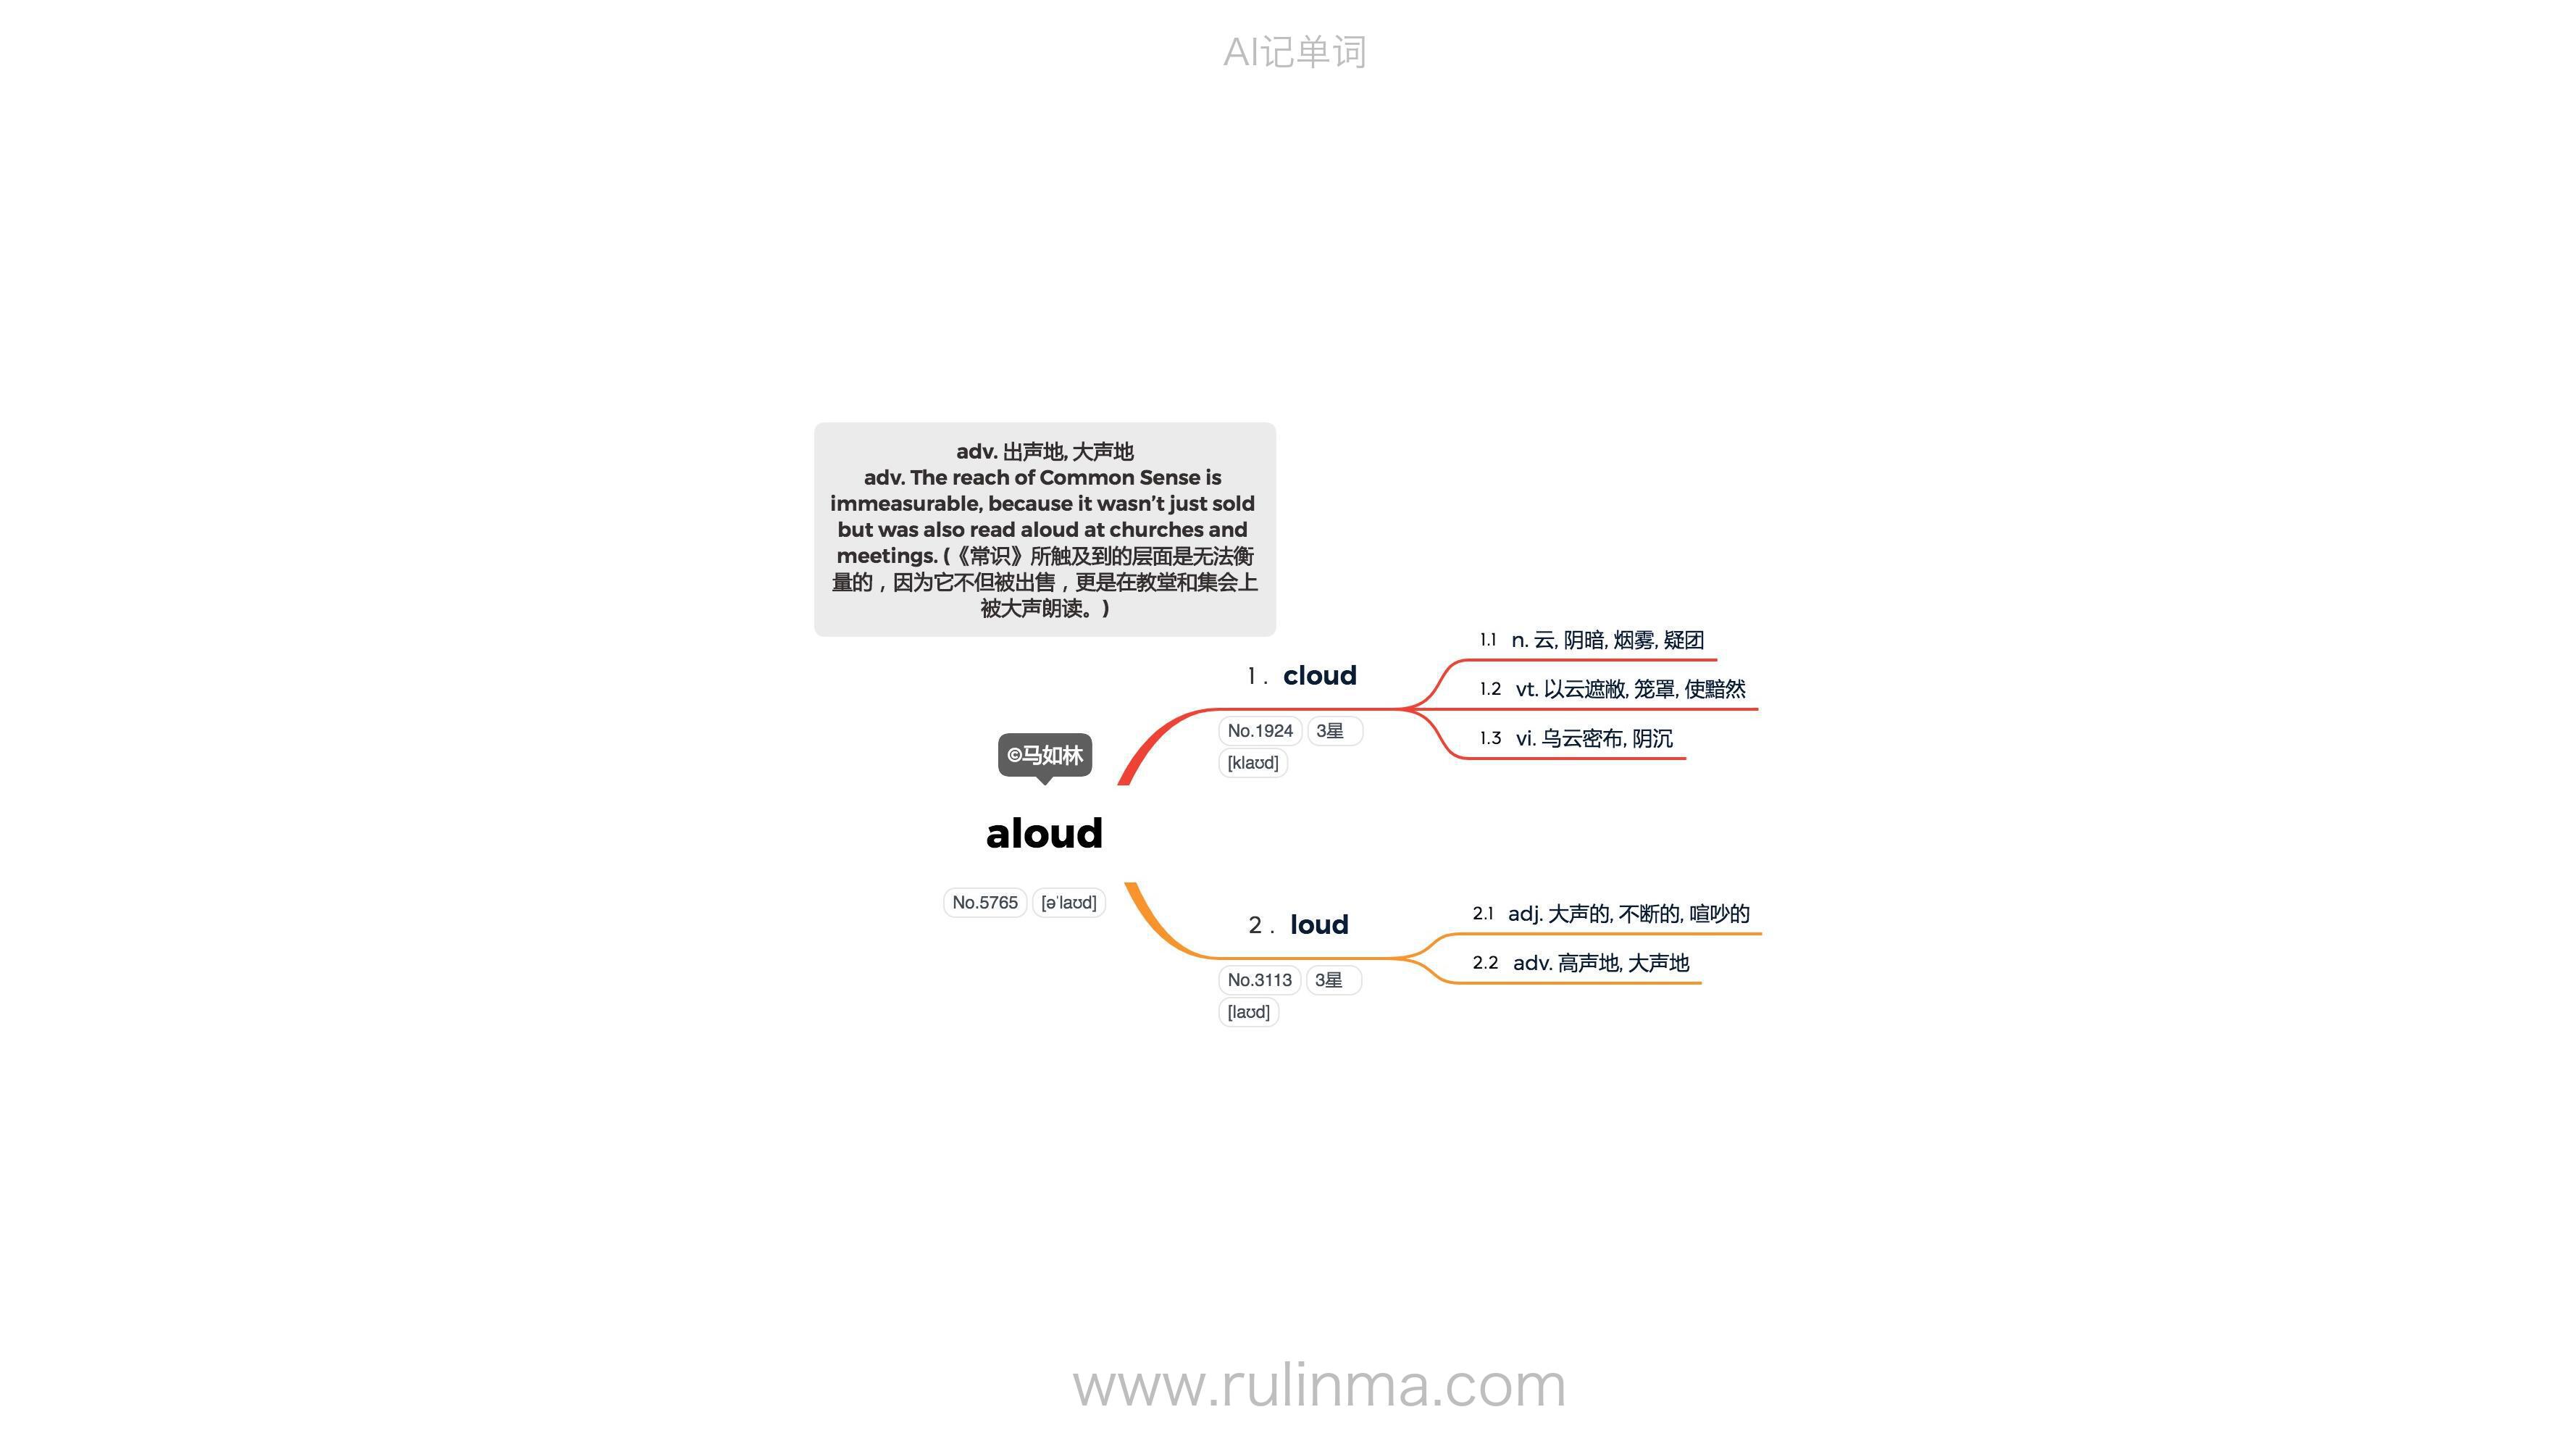 AI记单词
adv. 出声地, 大声地
adv. The reach of Common Sense is
immeasurable, because it wasn’t just sold
but was also read aloud at churches and
meetings. (《常识》所触及到的层面是无法衡
量的，因为它不但被出售，更是在教堂和集会上
被大声朗读。)
©马如林
aloud
No.5765 [əˈlaʊd]
1 . cloud
No.1924 3星
[klaʊd]
1.1 n. 云, 阴暗, 烟雾, 疑团
1.2 vt. 以云遮敝, 笼罩, 使黯然
1.3 vi. 乌云密布, 阴沉
2 . loud
No.3113 3星
[laʊd]
2.1 adj. 大声的, 不断的, 喧吵的
2.2 adv. 高声地, 大声地
www.rulinma.com